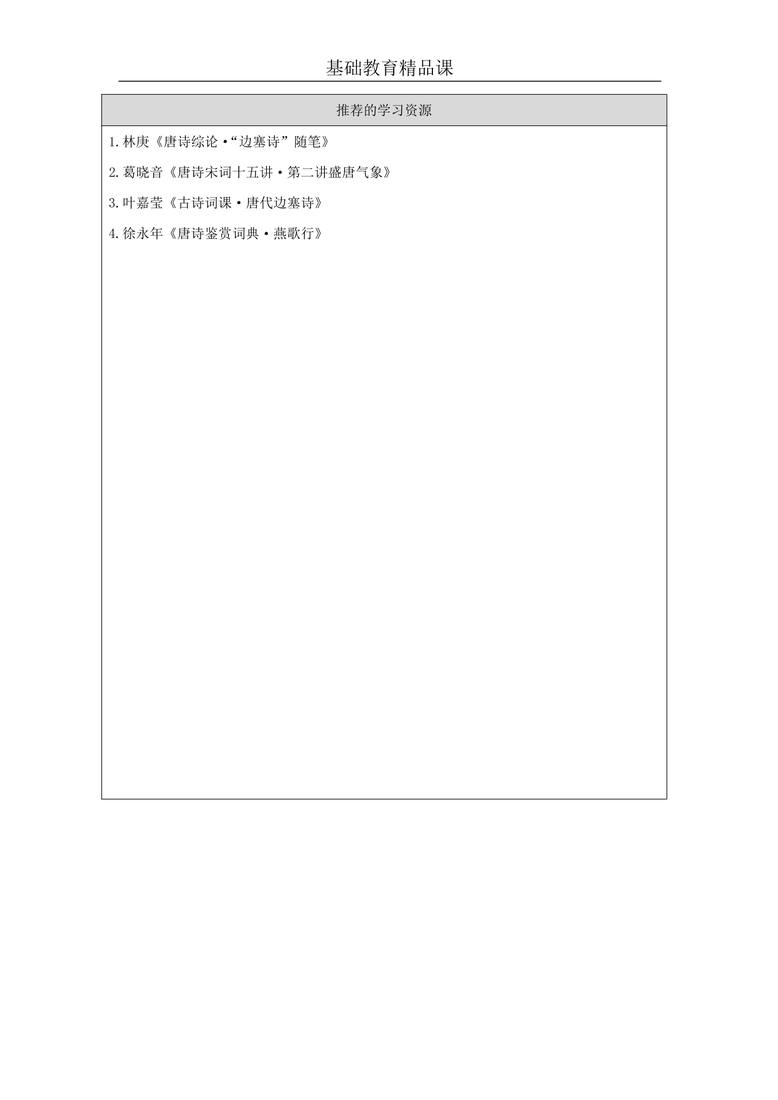 基础教育精品课
推荐的学习资源
1.林庚《唐诗综论·“边塞诗”随笔》
2.葛晓音《唐诗宋词十五讲·第二讲盛唐气象》
3.叶嘉莹《古诗词课·唐代边塞诗》
4.徐永年《唐诗鉴赏词典·燕歌行》